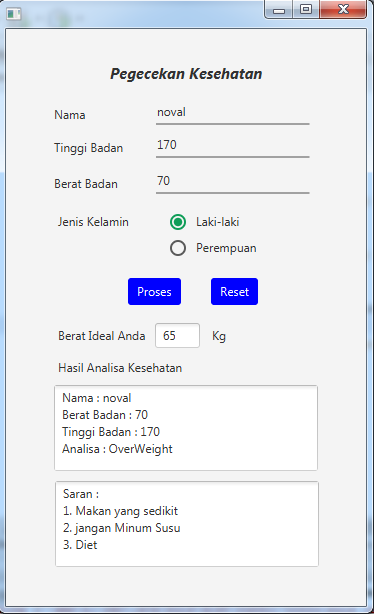 Pegecekan Kesehatan
Nama noval
Tinggi Badan 170
Berat Badan 70
Jenis Kelamin Laki-laki
Perempuan
Proses Reset
Berat Ideal Anda 65 Kg
Hasil Analisa Kesehatan
Nama : noval
Berat Badan : 70
Tinggi Badan : 170
Analisa : OverWeight
Saran :
1. Makan yang sedikit
2. jangan Minum Susu
3. Diet